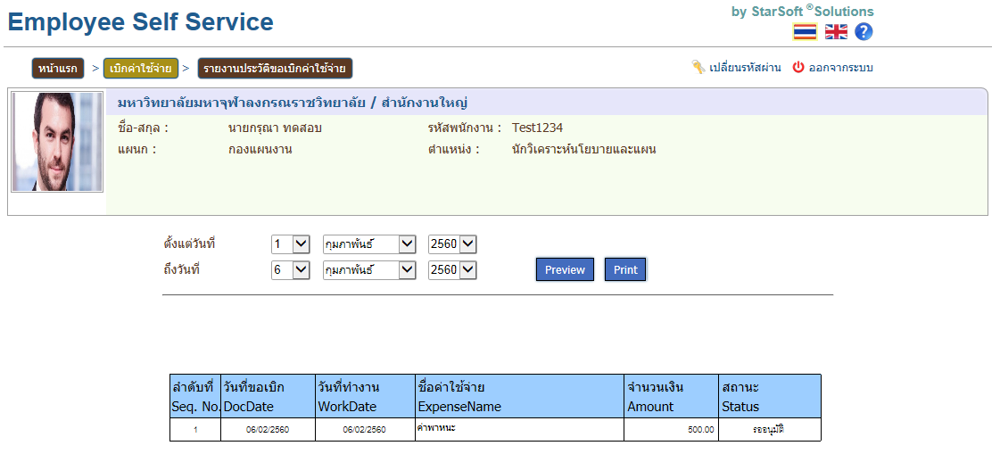 Employee Self Service
by StarSoft ®Solutions
?
หน้าแรก > เบิกค่าใช้จ่าย > รายงานประวัติขอเบิกค่าใช้จ่าย
เปลี่ยนรหัสผ่าน ออกจากระบบ
มหาวิทยาลัยมหาจุฬาลงกรณราชวิทยาลัย / สำนักงานใหญ่
ชื่อ-สกุล : นายกรุณา ทดสอบ รหัสพนักงาน : Test1234
แผนก : กองแผนงาน ตำแหน่ง : นักวิเคราะห์นโยบายและแผน
ตั้งแต่วันที่ 1 กุมภาพันธ์ 2560
ถึงวันที่ 6 กุมภาพันธ์ 2560 Preview Print
ลำดับที่ วันที่ขอเบิก วันที่ทำงาน ชื่อค่าใช้จ่าย จำนวนเงิน สถานะ
Seq. No. DocDate WorkDate ExpenseName Amount Status
1 06/02/2560 06/02/2560 ค่าพาหนะ 500.00 รออนุมัติ